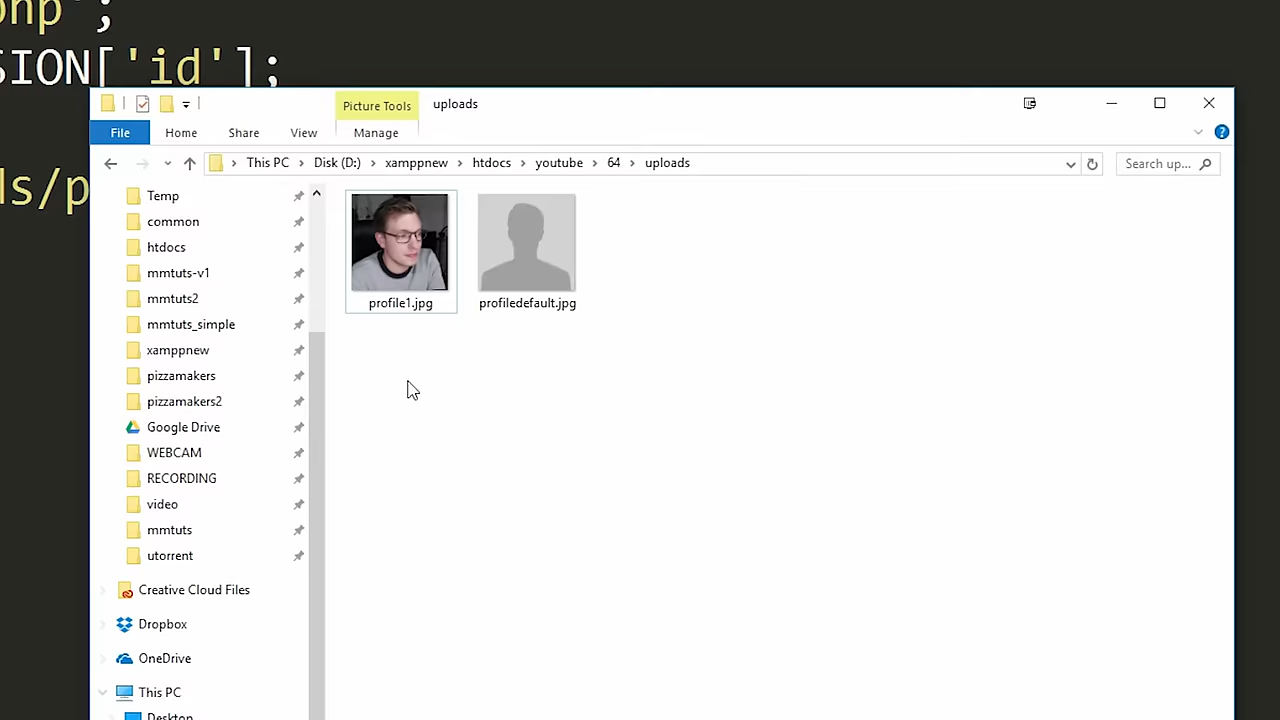 onp';
SION['id'];
ds/p
Picture Tools
uploads
File
Home
Share
View
Manage
This PC
Disk (D:)
xamppnew
htdocs
youtube
64
uploads
Search up...
Temp
common
htdocs
mmtuts-v1
mmtuts2
mmtuts_simple
xamppnew
pizzamakers
pizzamakers2
Google Drive
WEBCAM
RECORDING
video
mmtuts
utorrent
Creative Cloud Files
Dropbox
OneDrive
This PC
Desktop
profile1.jpg
profiledefault.jpg